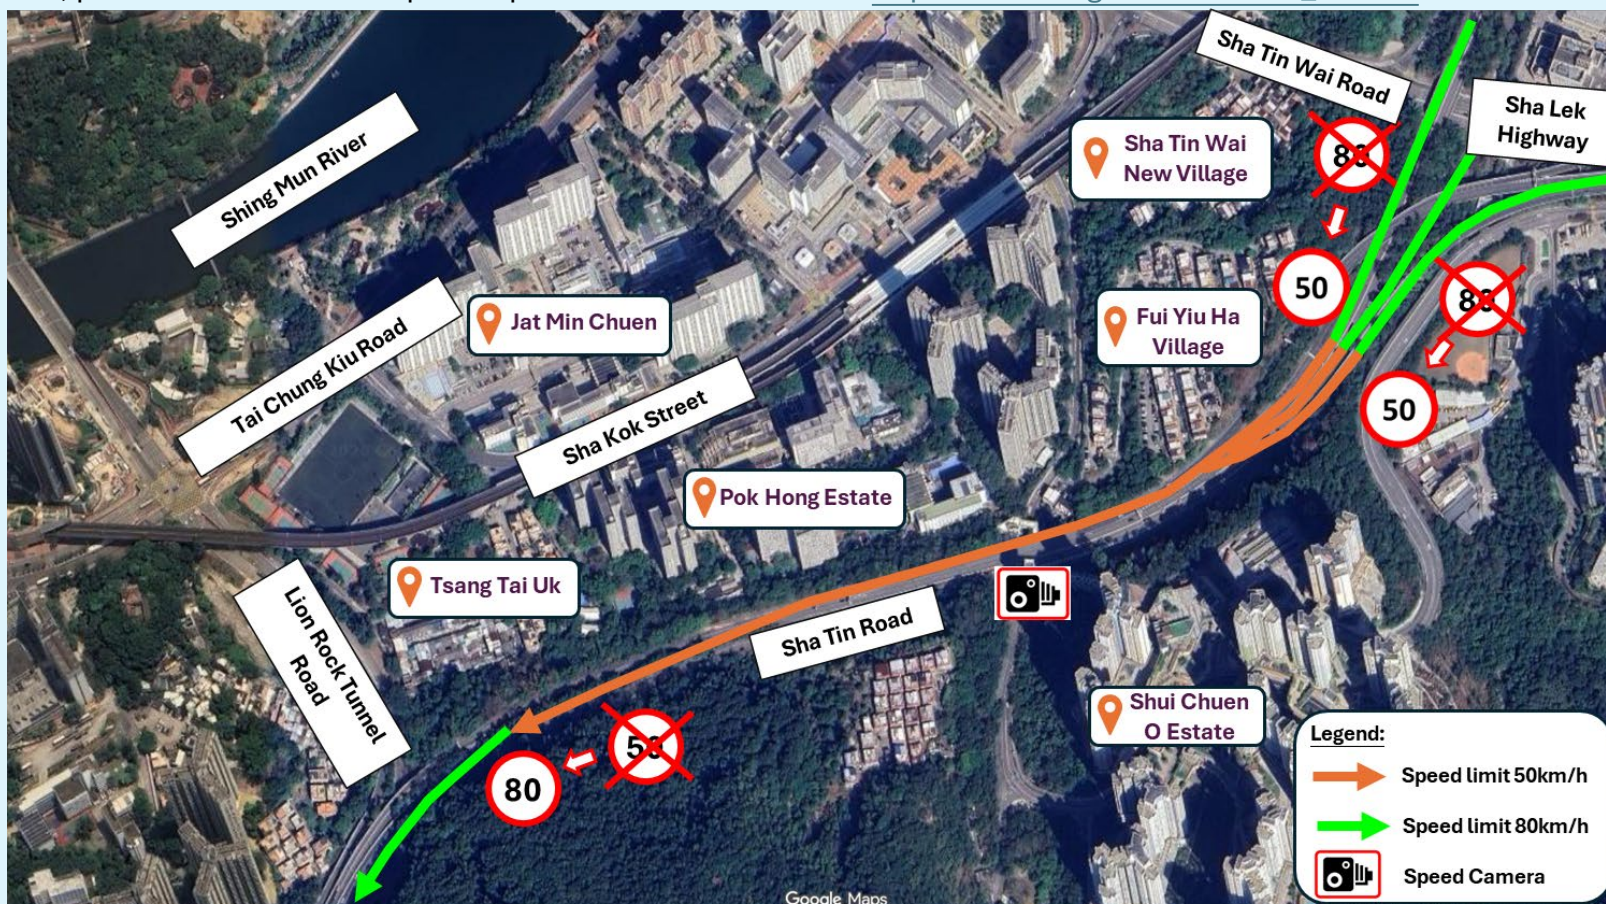 Sha Tin Wai Road
Sha Lek
Highway
Shing Mun River
Sha Tin Wai
New Village
80
50
80
Jat Min Chuen
Fui Yiu Ha
Village
Tai Chung Kiu Road
50
Sha Kok Street
Pok Hong Estate
Tsang Tai Uk
Lion Rock Tunnel
Road
Sha Tin Road
Shui Chuen
O Estate
50
80
Legend:
Speed limit 50km/h
Speed limit 80km/h
Speed Camera
Google Maps